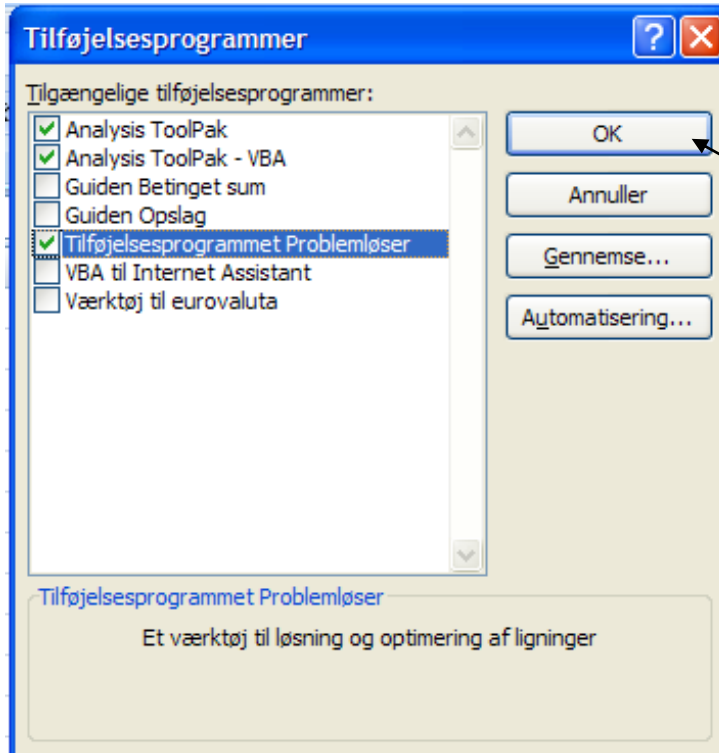 Tilføjelsesprogrammer
Tilgængelige tilføjelsesprogrammer:
Analysis ToolPak
Analysis ToolPak - VBA
Guiden Betinget sum
Guiden Opslag
Tilføjelsesprogrammet Problemløser
VBA til Internet Assistant
Værktøj til eurovaluta
OK
Annuller
Gennemse...
Automatisering...
Tilføjelsesprogrammet Problemløser
Et værktøj til løsning og optimering af ligninger